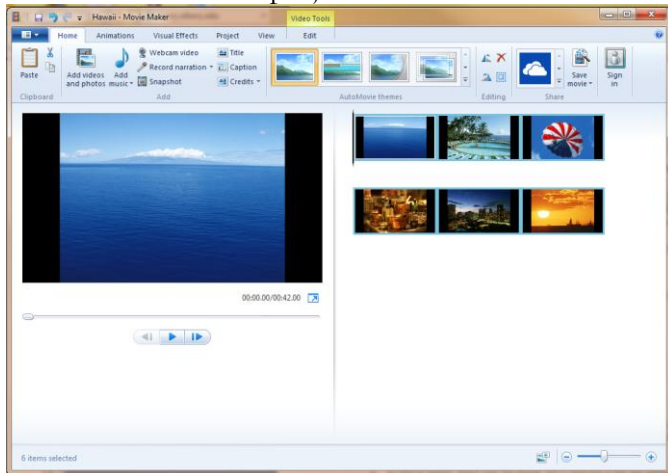 Hawaii - Movie Maker
Video Tools
Home Animations Visual Effects Project View Edit
Paste
Add videos and photos
Add music
Webcam video
Record narration
Snapshot
Title
Caption
Credits
Save movie
Sign in
Clipboard Add AutoMovie themes Editing Share
00:00.00/00:42.00
6 items selected